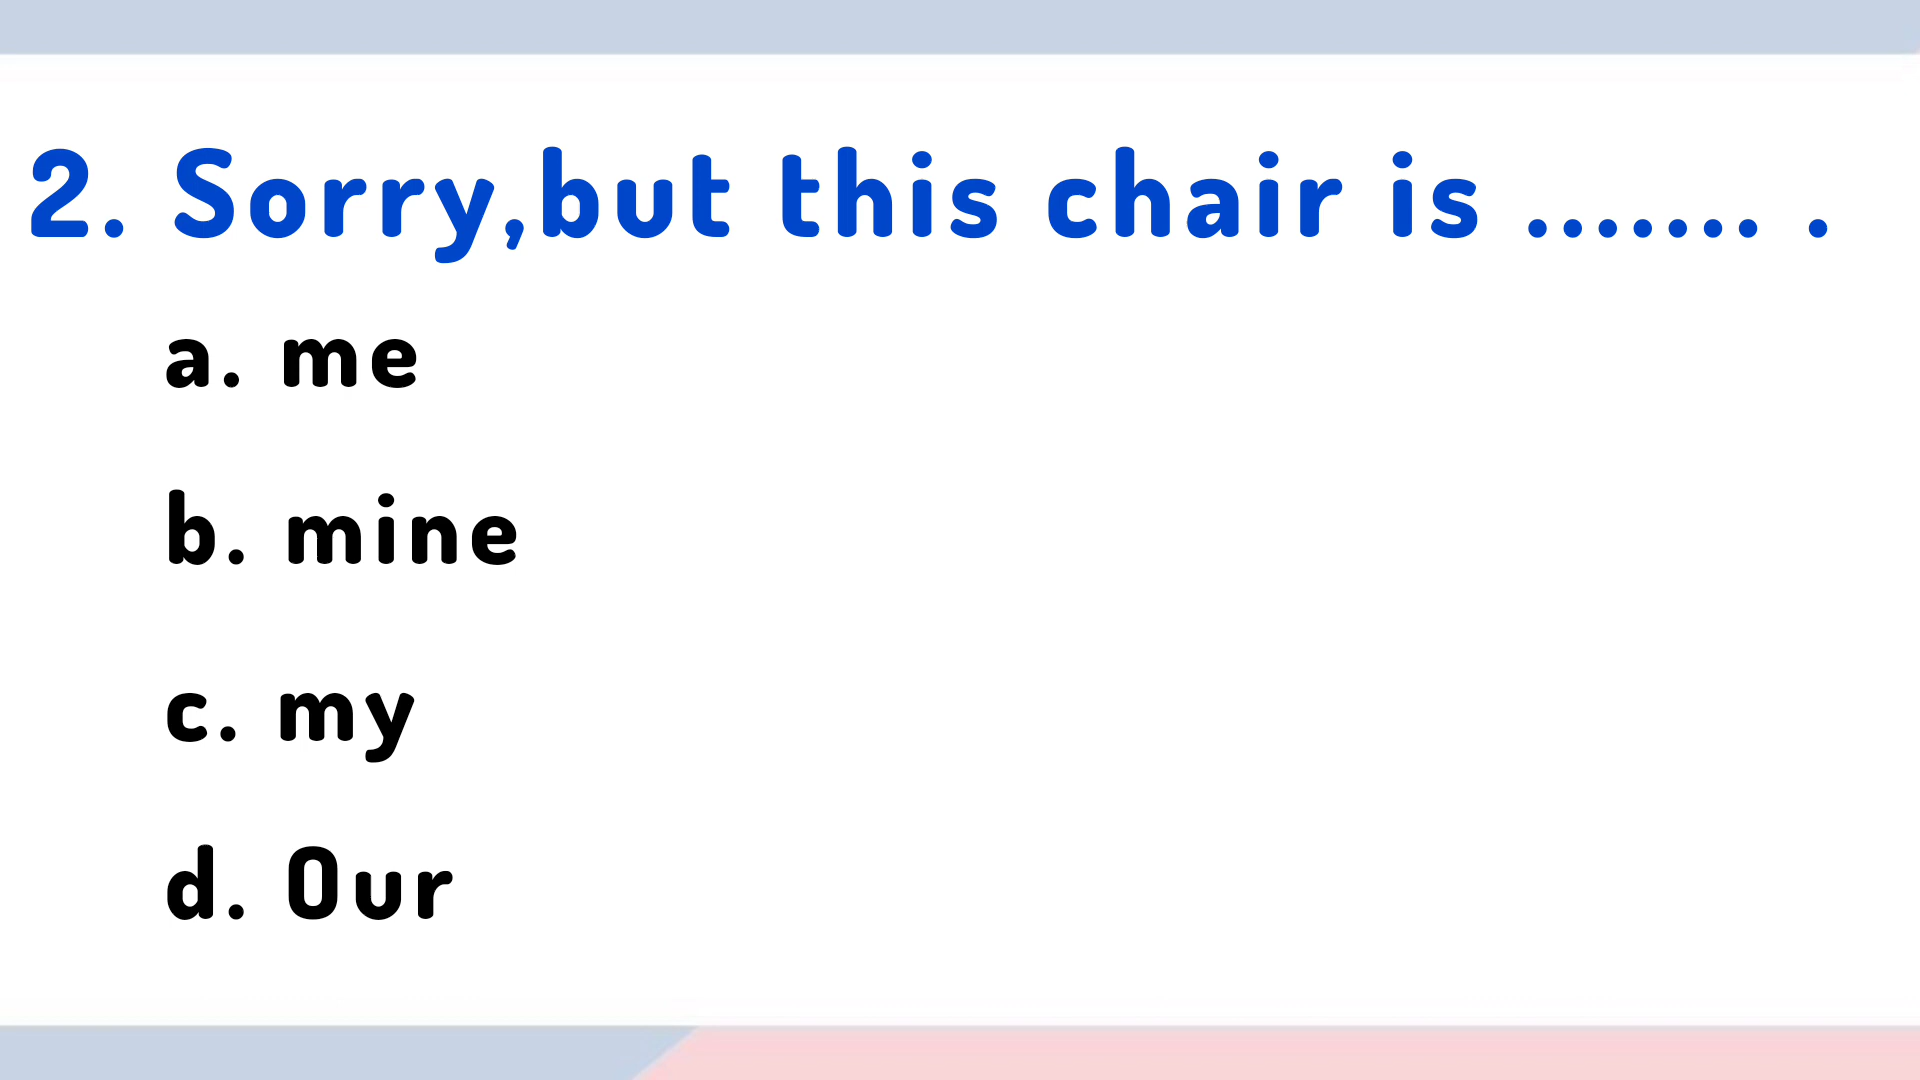 2. Sorry,but this chair is ....... .
a. me
b. mine
c. my
d. Our